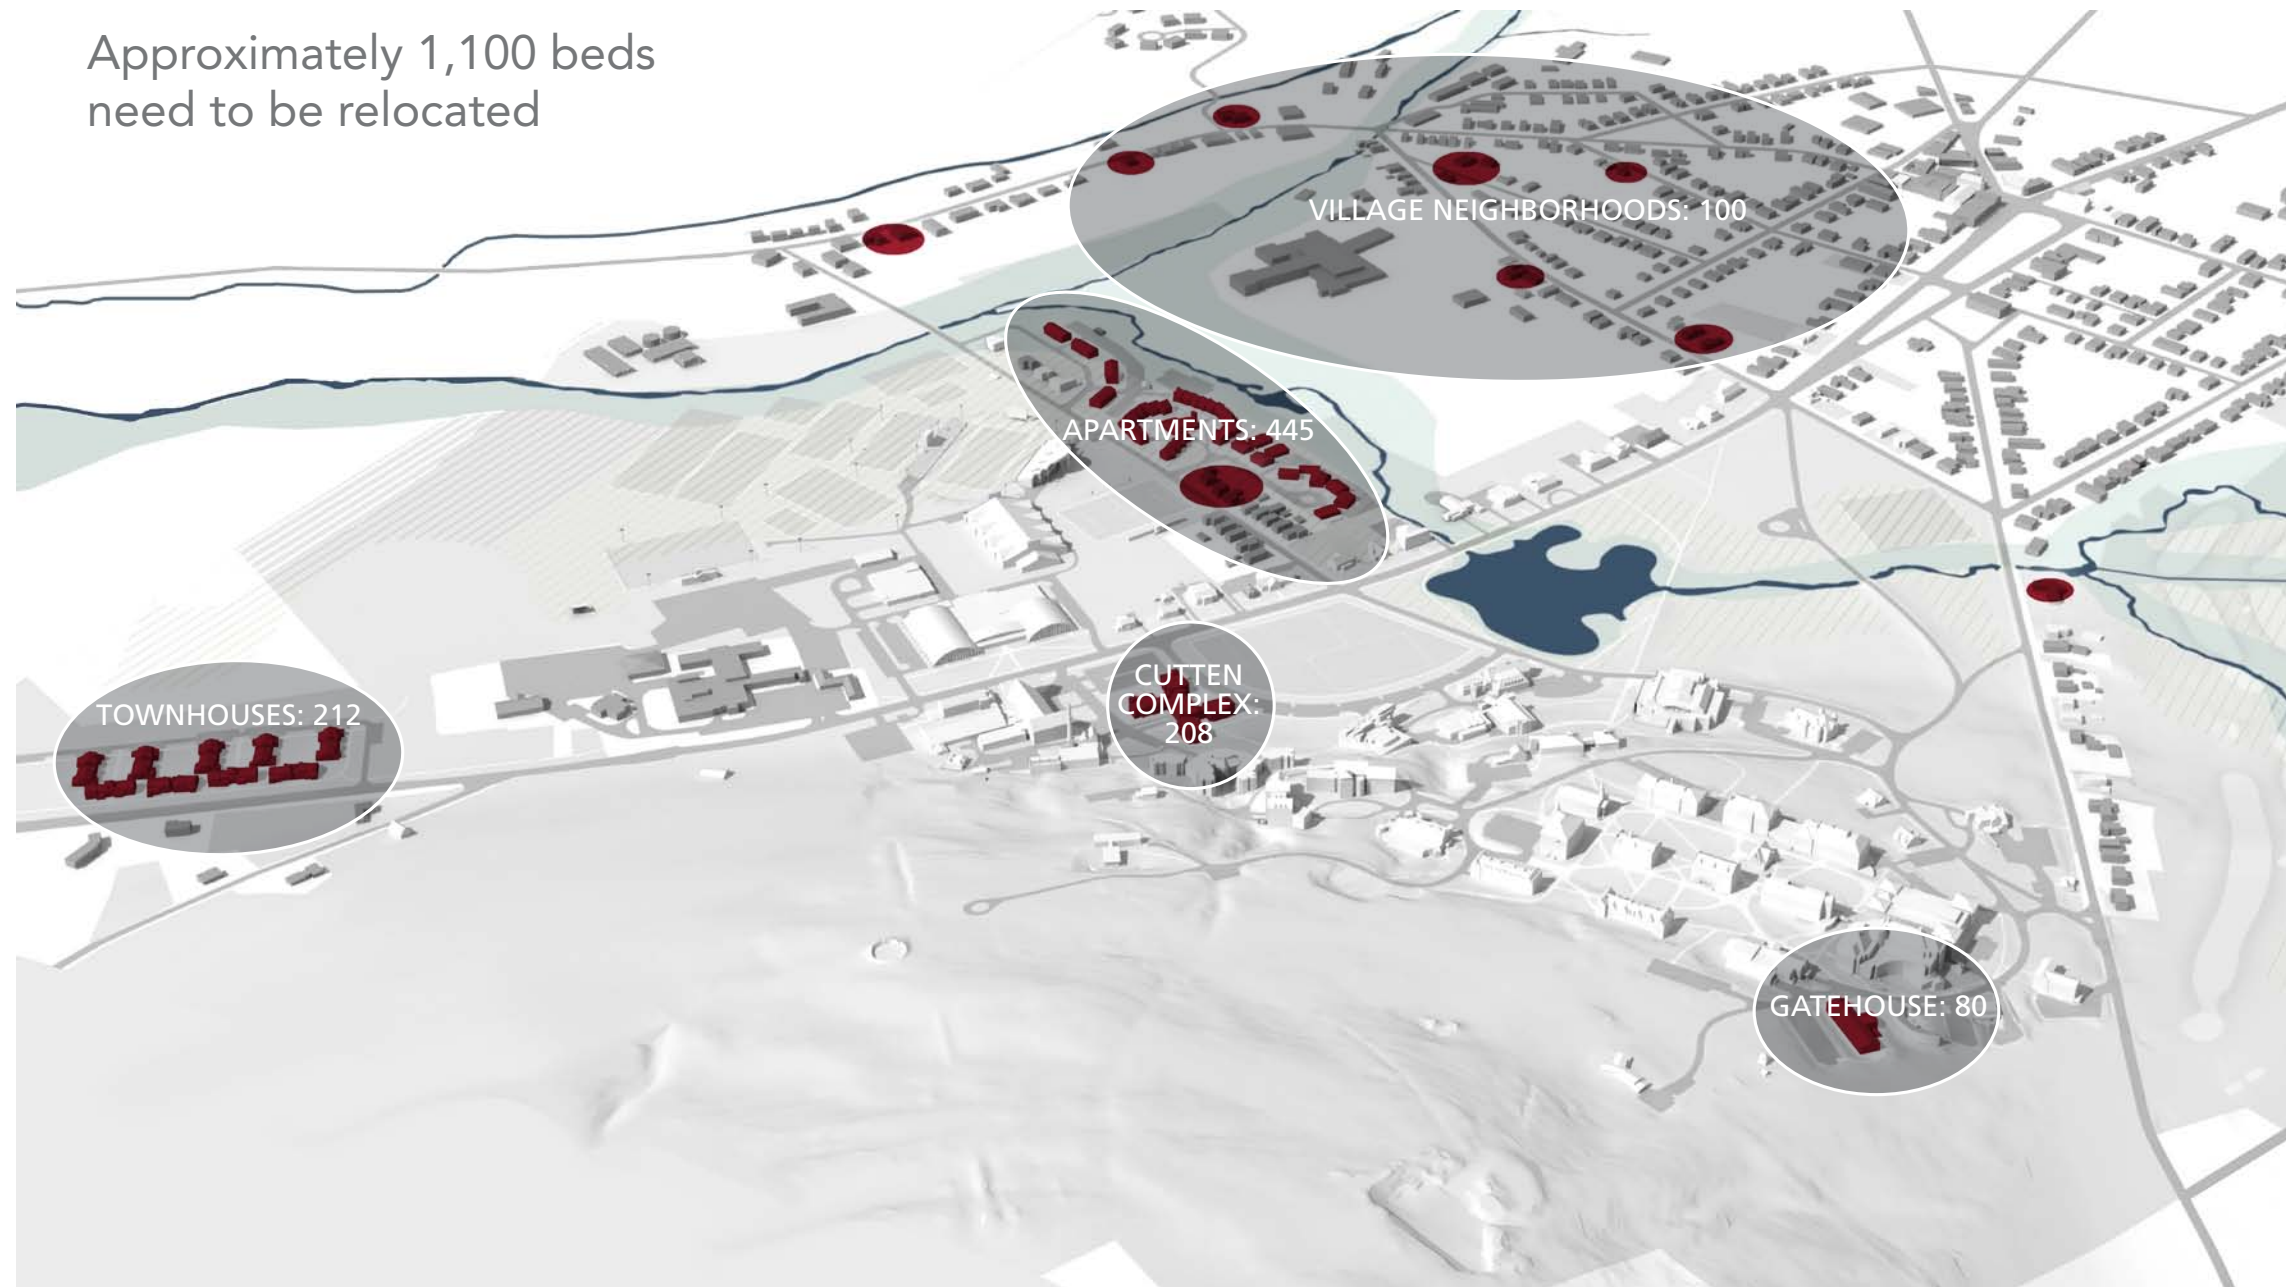 Approximately 1,100 beds
need to be relocated
VILLAGE NEIGHBORHOODS: 100
APARTMENTS: 445
CUTTEN
COMPLEX:
208
TOWNHOUSES: 212
GATEHOUSE: 80